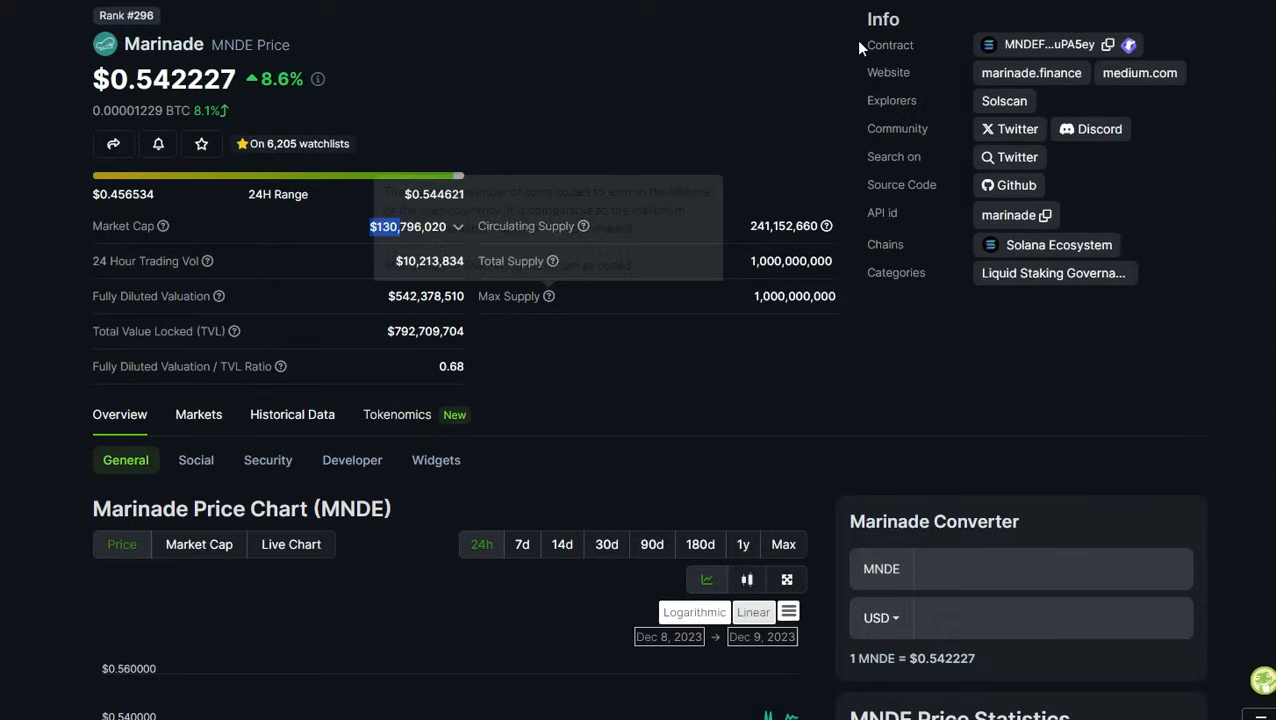 Rank #296
Marinade MNDE Price
$0.542227 8.6%
0.00001229 BTC 8.1%
On 6,205 watchlists
$0.456534 24H Range $0.544621
Market Cap $130,796,020
24 Hour Trading Vol $10,213,834
Fully Diluted Valuation $542,378,510
Total Value Locked (TVL) $792,709,704
Fully Diluted Valuation / TVL Ratio 0.68
Circulating Supply 241,152,660
Total Supply 1,000,000,000
Max Supply 1,000,000,000
Info
Contract MNDEF...uPA5ey
Website marinade.finance medium.com
Explorers Solscan
Community Twitter Discord
Search on Twitter
Source Code Github
API id marinade
Chains Solana Ecosystem
Categories Liquid Staking Governa...
Overview Markets Historical Data Tokenomics New
General Social Security Developer Widgets
Marinade Price Chart (MNDE)
Price Market Cap Live Chart
24h 7d 14d 30d 90d 180d 1y Max
Logarithmic Linear
Dec 8, 2023 → Dec 9, 2023
$0.560000
$0.540000
Marinade Converter
MNDE
USD
1 MNDE = $0.542227
MNDE Price Statistics